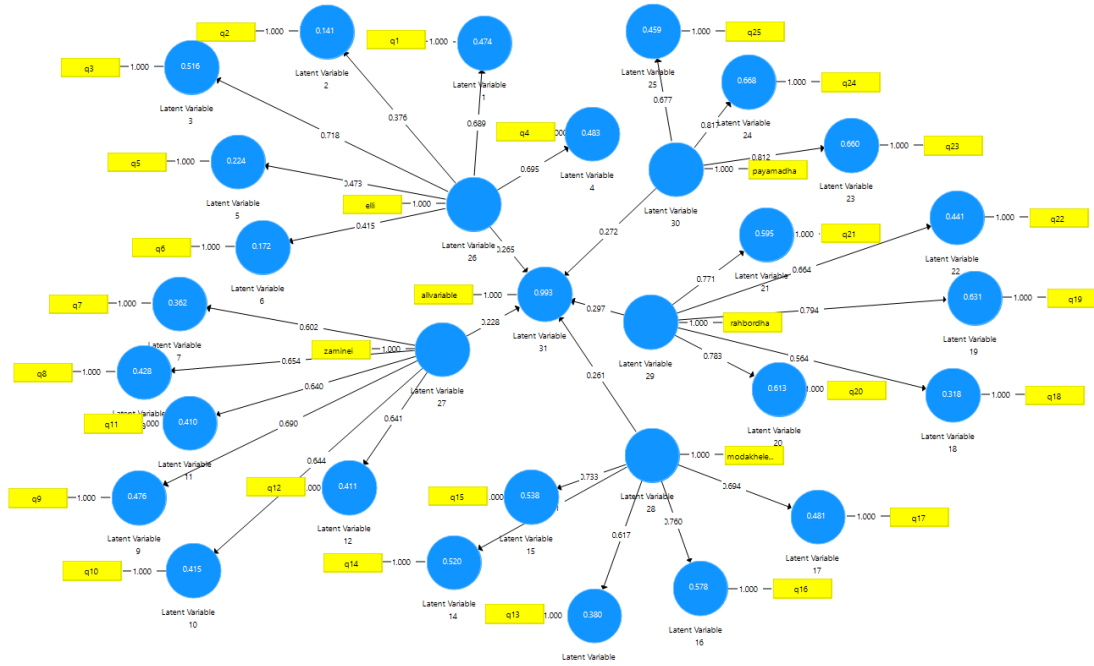 q2
1.000
0.141
Latent Variable
2
q1
1.000
0.474
Latent Variable
1
q3
1.000
0.516
Latent Variable
3
0.718
0.376
0.689
q4
0.483
Latent Variable
4
0.695
q5
1.000
0.224
Latent Variable
5
0.473
elli
1.000
Latent Variable
26
0.415
q6
1.000
0.172
Latent Variable
6
0.265
0.459
1.000
q25
Latent Variable
25
0.677
0.668
1.000
q24
Latent Variable
24
0.817
0.660
1.000
q23
Latent Variable
23
0.812
1.000
payamadha
Latent Variable
30
0.272
0.441
1.000
q22
Latent Variable
22
0.664
0.595
1.000
q21
Latent Variable
21
0.771
allvariable
1.000
0.993
Latent Variable
31
0.297
1.000
rahbordha
Latent Variable
29
0.794
0.631
1.000
q19
Latent Variable
19
0.783
0.564
0.613
q20
Latent Variable
20
0.318
1.000
q18
Latent Variable
18
q7
1.000
0.362
Latent Variable
7
0.602
0.228
zaminei
1.000
Latent Variable
27
q8
1.000
0.428
0.654
q11
0.410
Latent Variable
11
0.640
0.690
0.641
0.644
0.261
q9
1.000
0.476
Latent Variable
9
q12
0.411
Latent Variable
12
q10
1.000
0.415
Latent Variable
10
1.000
modakhele..
Latent Variable
28
q15
0.538
Latent Variable
15
0.733
0.694
0.481
1.000
q17
Latent Variable
17
0.617
0.760
q14
1.000
0.520
Latent Variable
14
0.578
1.000
q16
Latent Variable
16
q13
1.000
0.380
Latent Variable